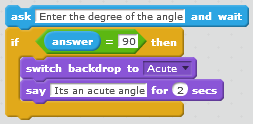 ask Enter the degree of the angle and wait
if answer = 90 then
switch backdrop to Acute
say Its an acute angle for 2 secs